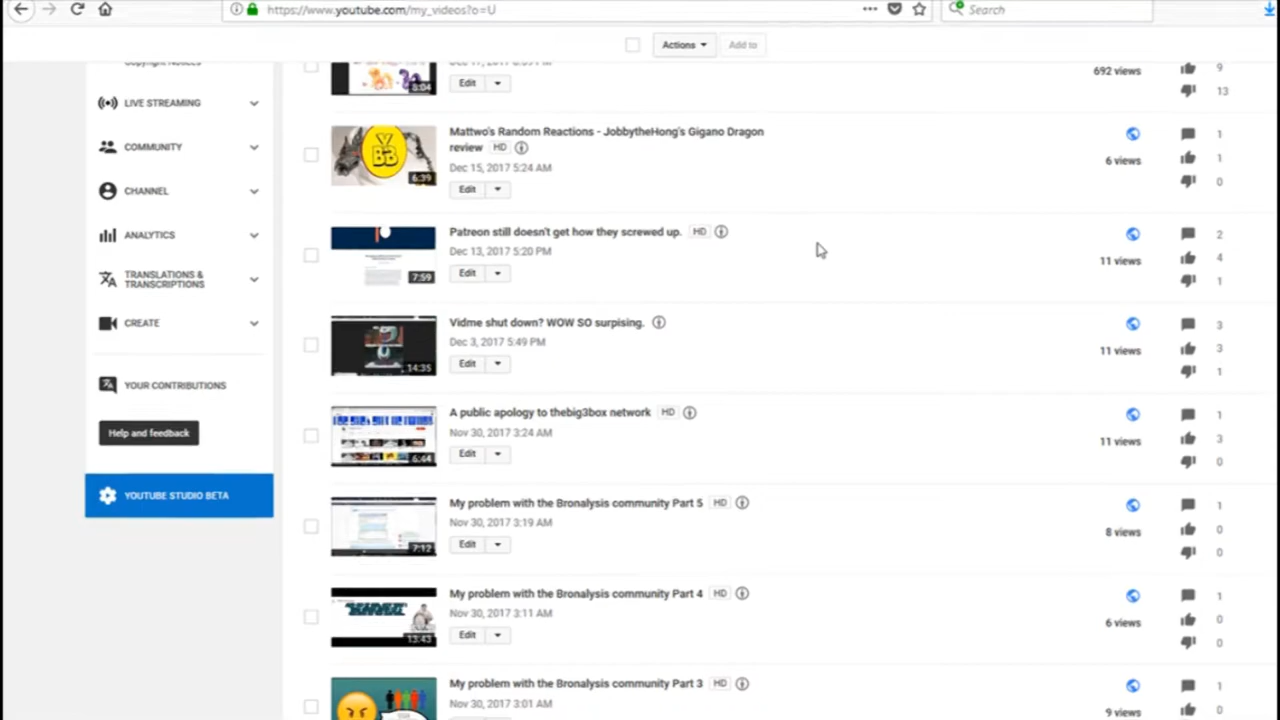 https://www.youtube.com/my_videos?o=U
Search
Actions
Add to
Copyright Notices
LIVE STREAMING
COMMUNITY
CHANNEL
ANALYTICS
TRANSLATIONS &
TRANSCRIPTIONS
CREATE
YOUR CONTRIBUTIONS
Help and feedback
YOUTUBE STUDIO BETA
8:04
Edit
692 views
9
13
Mattwo's Random Reactions - JobbytheHong's Gigano Dragon
review HD
Dec 15, 2017 5:24 AM
Edit
YBB
6:39
6 views
1
1
0
Patreon still doesn't get how they screwed up. HD
Dec 13, 2017 5:20 PM
Edit
7:59
11 views
2
4
1
Vidme shut down? WOW SO surpising.
Dec 3, 2017 5:49 PM
Edit
14:35
11 views
3
3
1
A public apology to thebig3box network HD
Nov 30, 2017 3:24 AM
Edit
6:44
11 views
1
3
0
My problem with the Bronalysis community Part 5 HD
Nov 30, 2017 3:19 AM
Edit
7:12
8 views
1
0
0
My problem with the Bronalysis community Part 4 HD
Nov 30, 2017 3:11 AM
Edit
13:43
6 views
1
0
0
My problem with the Bronalysis community Part 3 HD
Nov 30, 2017 3:01 AM
9 views
1
0